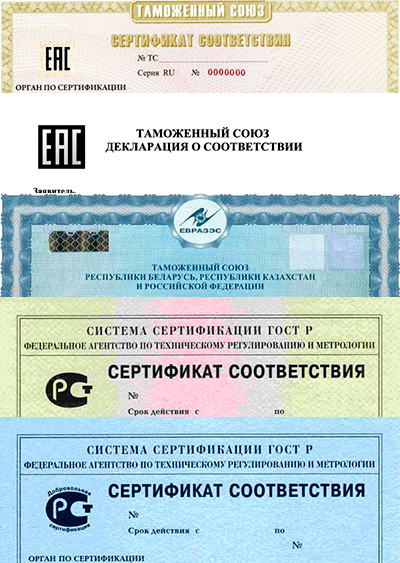 ТАМОЖЕННЫЙ СОЮЗ
СЕРТИФИКАТ СООТВЕТСТВИЯ
ЕАС
№ ТС
Серия RU № 0000000
ОРГАН ПО СЕРТИФИКАЦИИ
ЕАС
ТАМОЖЕННЫЙ СОЮЗ
ДЕКЛАРАЦИЯ О СООТВЕТСТВИИ
Заявитель,
ЕВРАЗЭС
ТАМОЖЕННЫЙ СОЮЗ
РЕСПУБЛИКИ БЕЛАРУСЬ, РЕСПУБЛИКИ КАЗАХСТАН
И РОССИЙСКОЙ ФЕДЕРАЦИИ
СИСТЕМА СЕРТИФИКАЦИИ ГОСТ Р
ФЕДЕРАЛЬНОЕ АГЕНТСТВО ПО ТЕХНИЧЕСКОМУ РЕГУЛИРОВАНИЮ И МЕТРОЛОГИИ
СЕРТИФИКАТ СООТВЕТСТВИЯ
№
Срок действия с по
СИСТЕМА СЕРТИФИКАЦИИ ГОСТ Р
ФЕДЕРАЛЬНОЕ АГЕНТСТВО ПО ТЕХНИЧЕСКОМУ РЕГУЛИРОВАНИЮ И МЕТРОЛОГИИ
Добровольная
сертификация
СЕРТИФИКАТ СООТВЕТСТВИЯ
№
Срок действия с по
№
ОРГАН ПО СЕРТИФИКАЦИИ